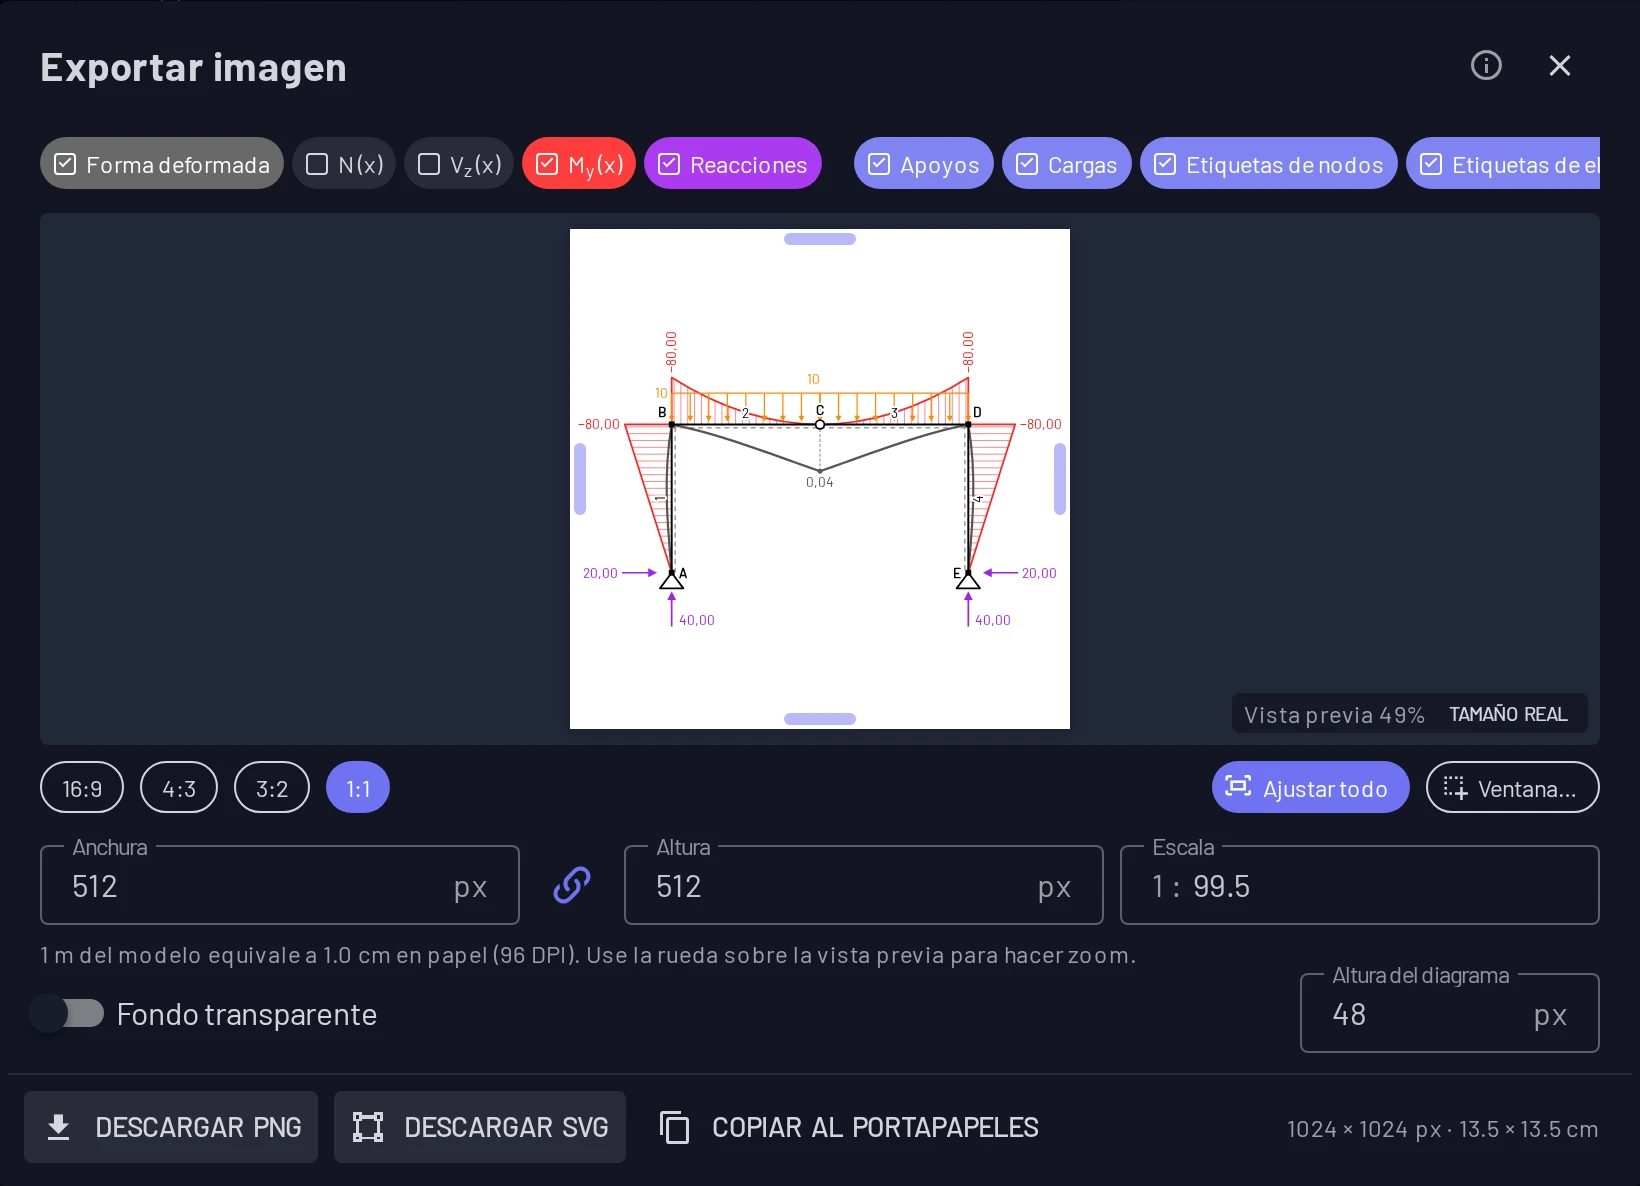 Exportar imagen
Forma deformada
N(x)
Vz(x)
My(x)
Reacciones
Apoyos
Cargas
Etiquetas de nodos
Etiquetas de el
-80,00
-80,00
10
10
B
2
C
3
D
-80,00
-80,00
0,04
1
4
20,00
A
E
20,00
40,00
40,00
Vista previa 49% TAMAÑO REAL
16:9
4:3
3:2
1:1
Ajustar todo
Ventana...
Anchura
512 px
Altura
512 px
Escala
1 : 99.5
1 m del modelo equivale a 1.0 cm en papel (96 DPI). Use la rueda sobre la vista previa para hacer zoom.
Fondo transparente
Altura del diagrama
48 px
DESCARGAR PNG
DESCARGAR SVG
COPIAR AL PORTAPAPELES
1024 × 1024 px · 13.5 × 13.5 cm